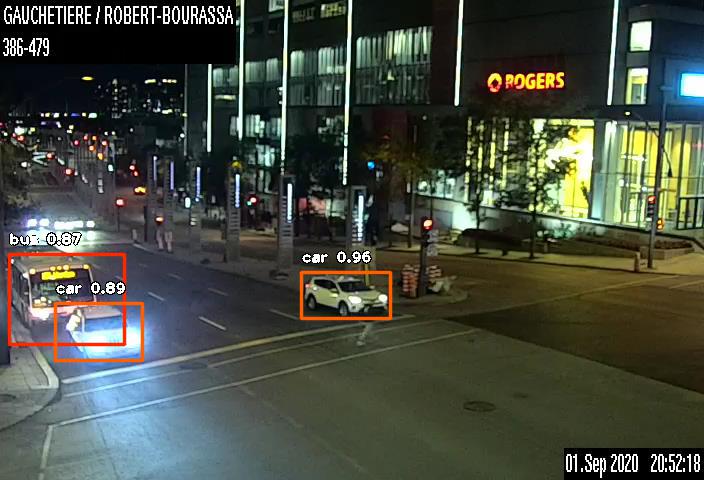 GAUCHETIERE / ROBERT-BOURASSA
386-479
ROGERS
bus 0.87
car 0.89
car 0.96
01.Sep 2020 20:52:18